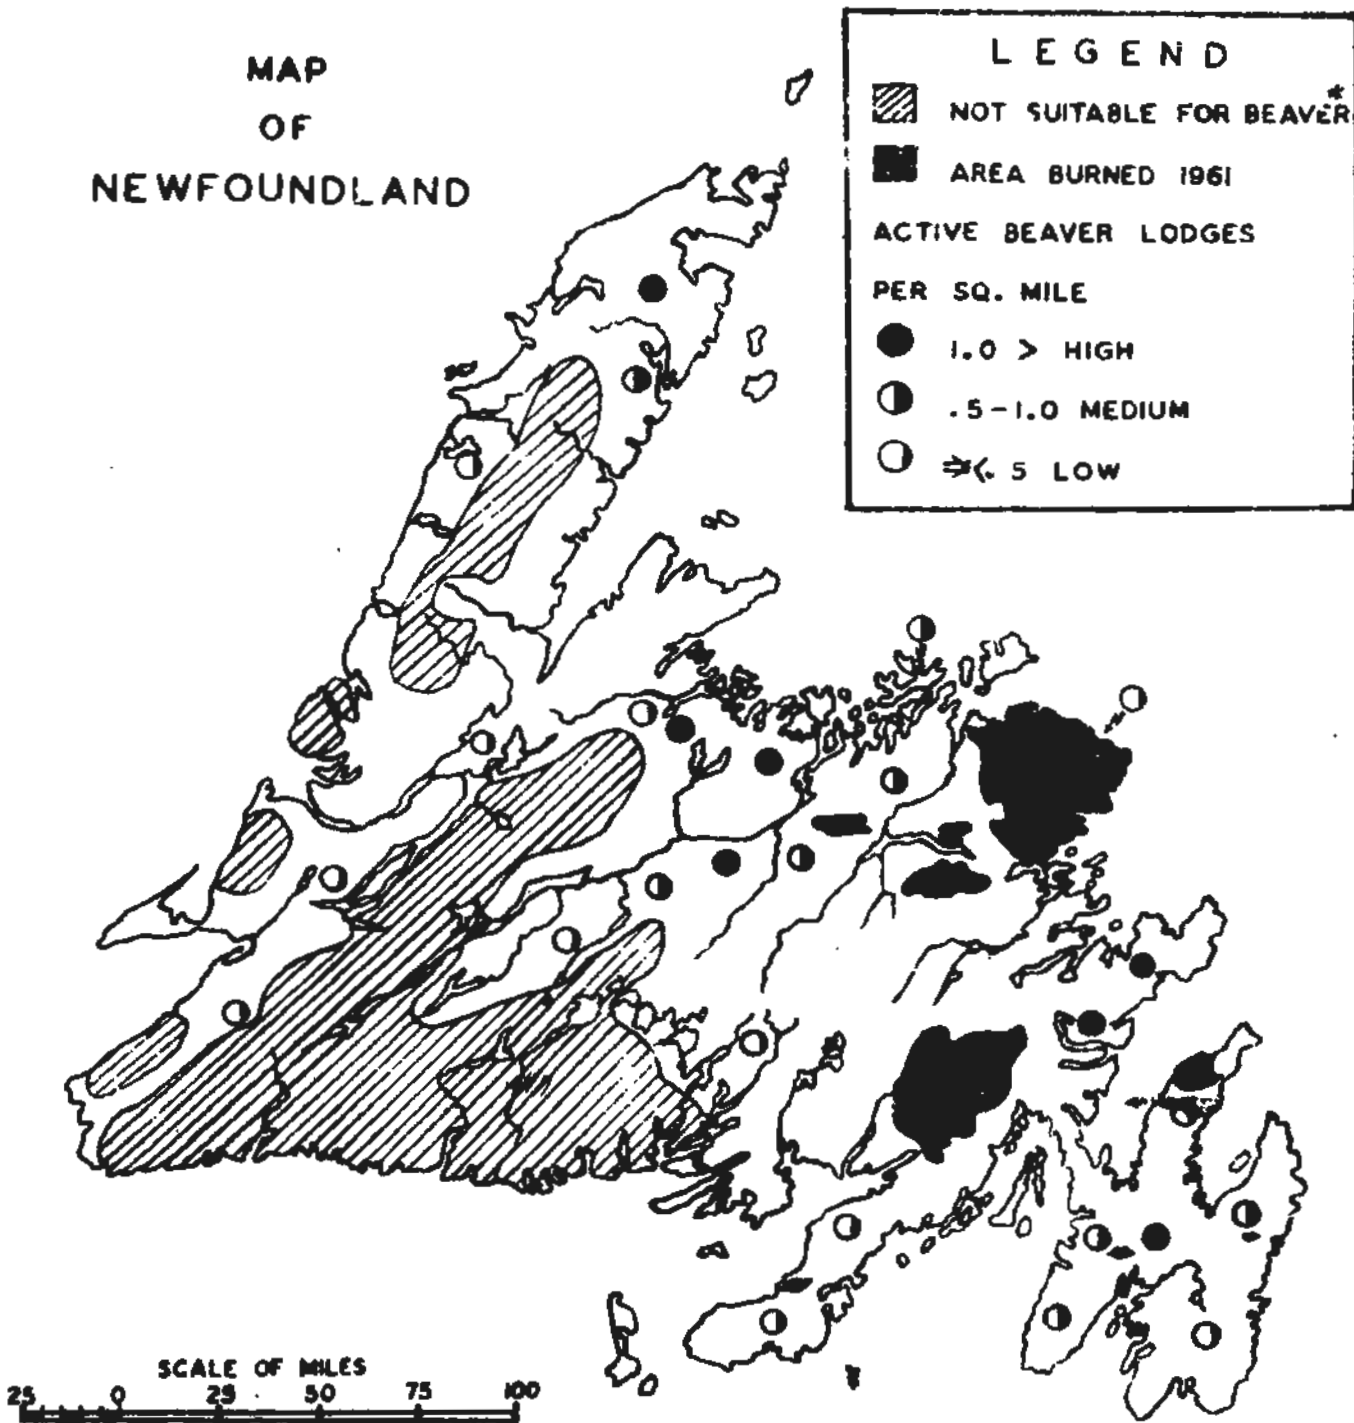 MAP
OF
NEWFOUNDLAND
LEGEND
NOT SUITABLE FOR BEAVER*
AREA BURNED 1961
ACTIVE BEAVER LODGES
PER SQ. MILE
1.0 > HIGH
.5-1.0 MEDIUM
<.5 LOW
SCALE OF MILES
25 0 25 50 75 100